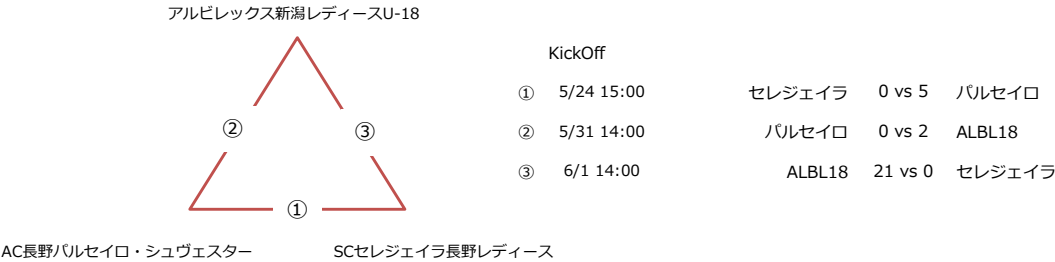 アルビレックス新潟レディースU-18
KickOff
① 5/24 15:00 セレジェイラ 0 vs 5 パルセイロ
② 5/31 14:00 パルセイロ 0 vs 2 ALBL18
③ 6/1 14:00 ALBL18 21 vs 0 セレジェイラ
② ③
①
AC長野パルセイロ・シュヴェスター SCセレジェイラ長野レディース